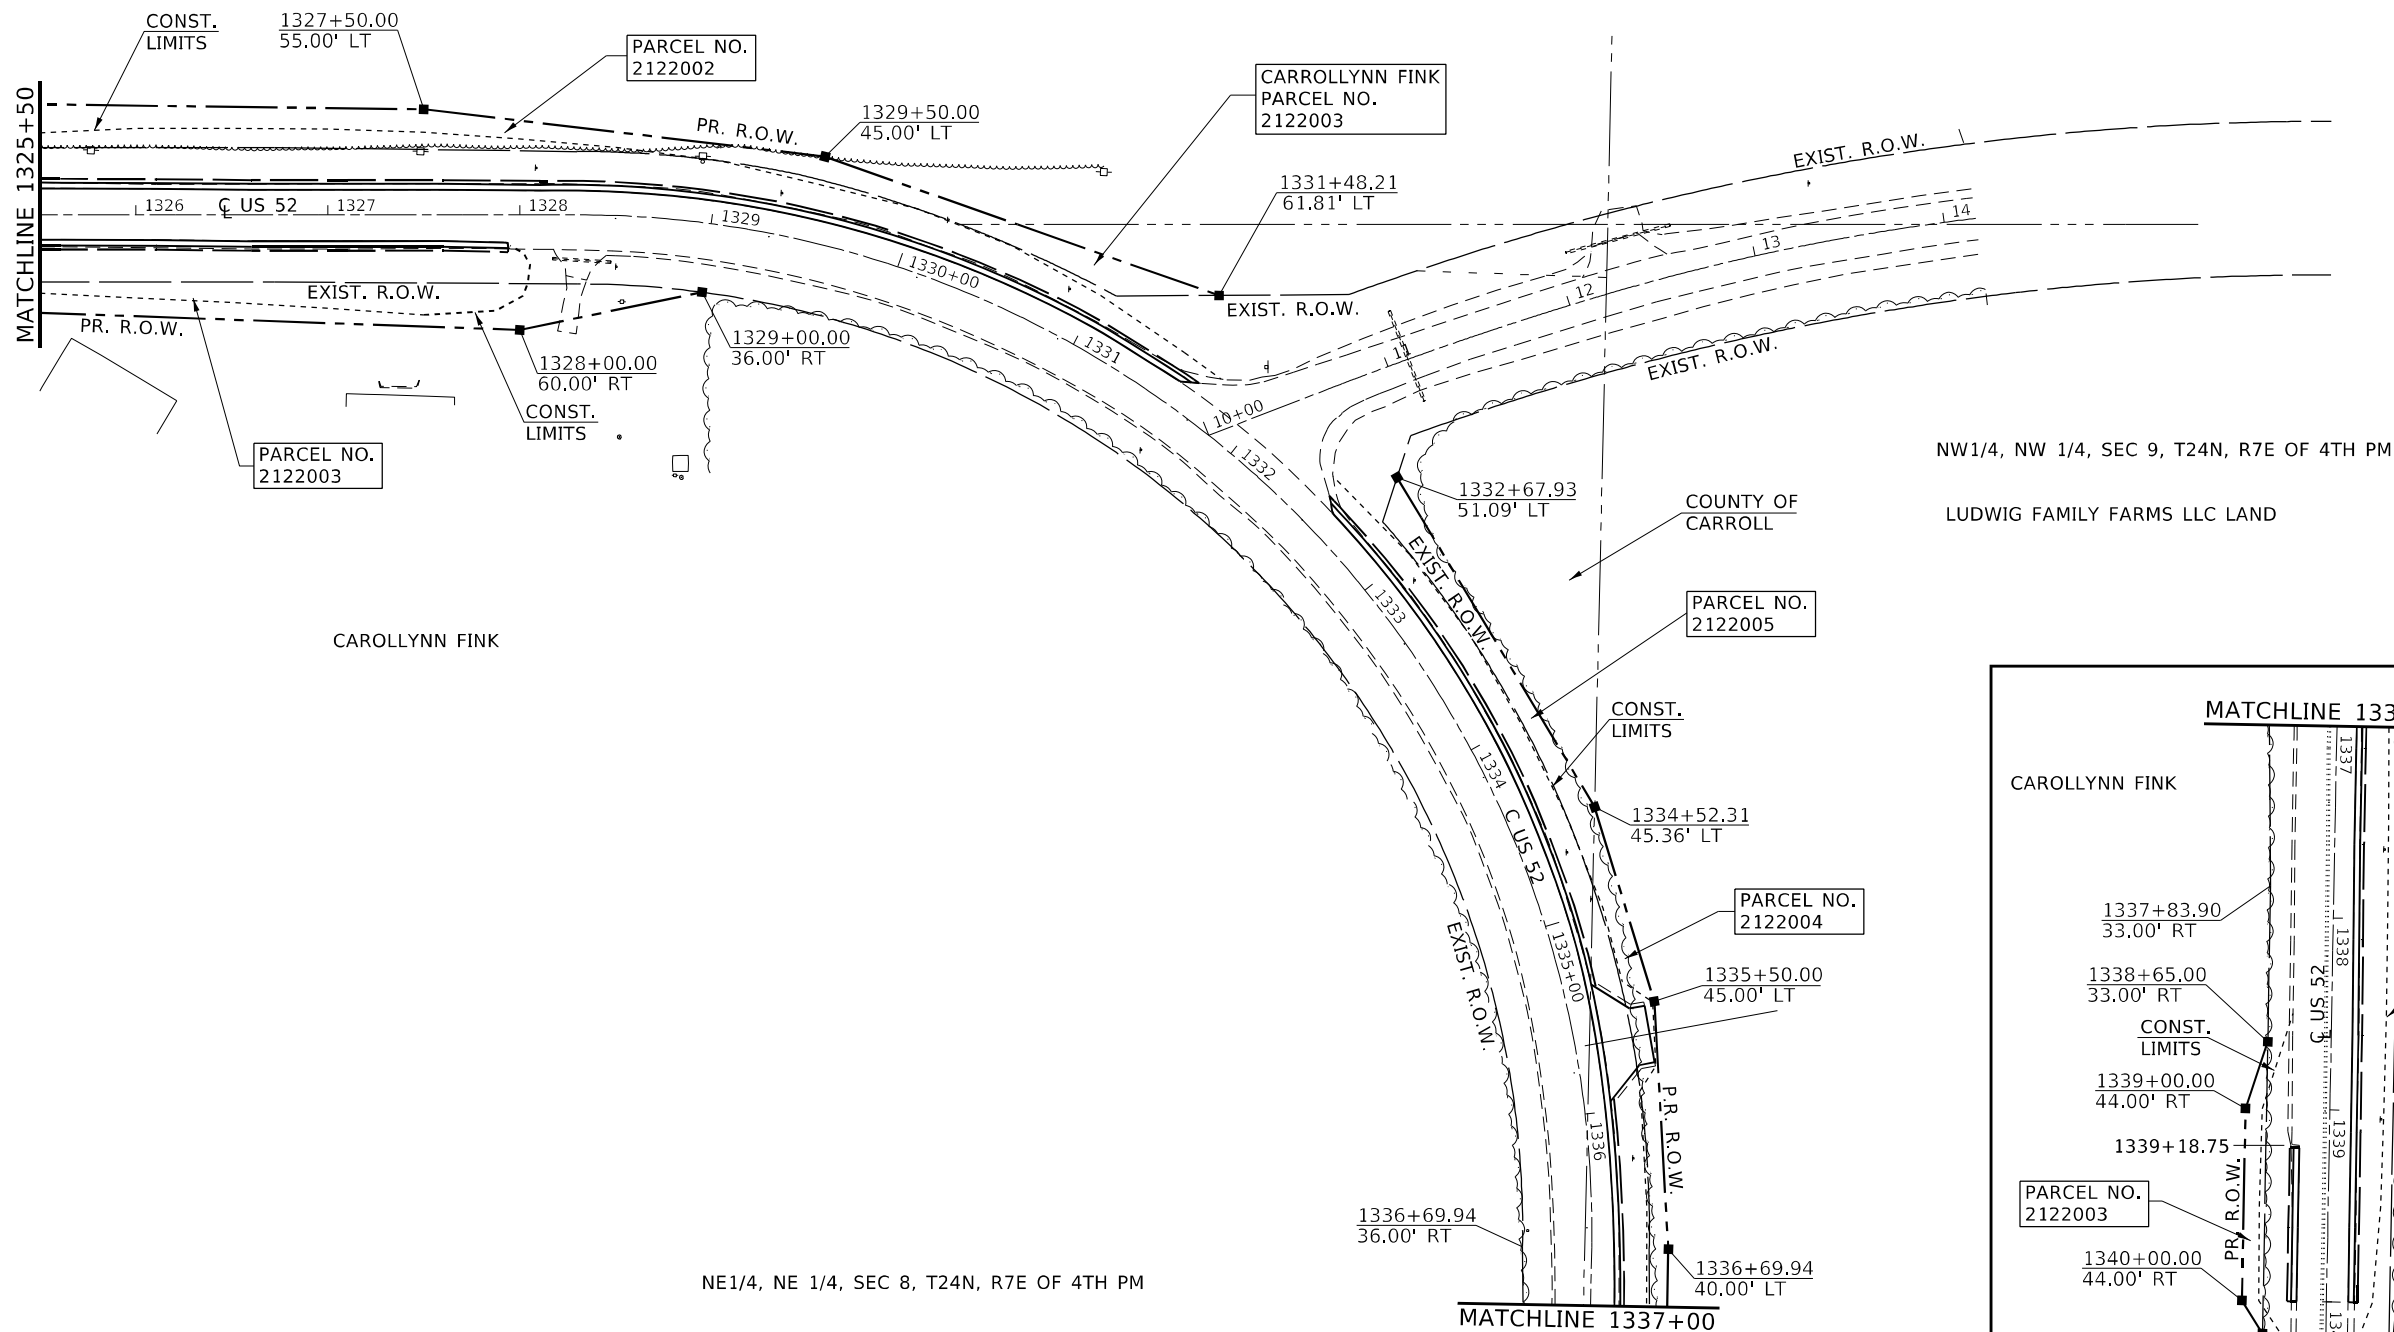 CONST.
LIMITS
1327+50.00
55.00' LT
PARCEL NO.
2122002
1329+50.00
45.00' LT
PR. R.O.W.
CARROLLYNN FINK
PARCEL NO.
2122003
1331+48.21
61.81' LT
EXIST. R.O.W.
MATCHLINE 1325+50
1326
C US 52
1327
1328
1329
1330+00
1331
EXIST. R.O.W.
14
13
12
11
10+00
EXIST. R.O.W.
PR. R.O.W.
EXIST. R.O.W.
1328+00.00
60.00' RT
1329+00.00
36.00' RT
CONST.
LIMITS
PARCEL NO.
2122003
1332
NW1/4, NW 1/4, SEC 9, T24N, R7E OF 4TH PM
LUDWIG FAMILY FARMS LLC LAND
1332+67.93
51.09' LT
COUNTY OF
CARROLL
EXIST. R.O.W.
1333
PARCEL NO.
2122005
CAROLLYNN FINK
CONST.
LIMITS
1334
C US 52
1334+52.31
45.36' LT
PARCEL NO.
2122004
1335+00
EXIST. R.O.W.
1335+50.00
45.00' LT
P.R. R.O.W.
1336
1336+69.94
36.00' RT
1336+69.94
40.00' LT
NE1/4, NE 1/4, SEC 8, T24N, R7E OF 4TH PM
MATCHLINE 1337+00
MATCHLINE 133
1337
CAROLLYNN FINK
1337+83.90
33.00' RT
1338
1338+65.00
33.00' RT
C US 52
CONST.
LIMITS
1339+00.00
44.00' RT
1339+18.75
1339
PR. R.O.W.
PARCEL NO.
2122003
1340+00.00
44.00' RT